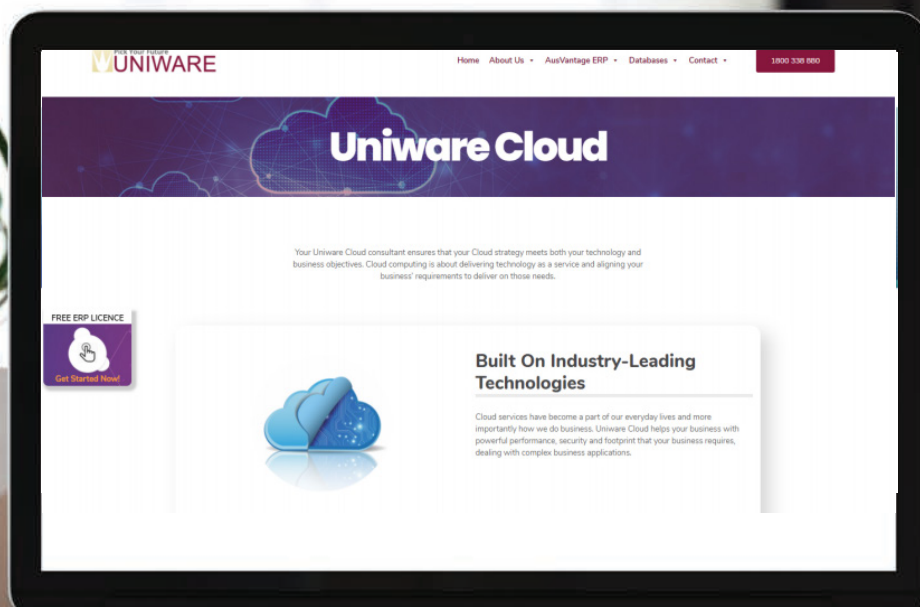 Pick Your Future
UNIWARE
Home About Us AusVantage ERP Databases Contact
1800 338 880
Uniware Cloud
Your Uniware Cloud consultant ensures that your Cloud strategy meets both your technology and
business objectives. Cloud computing is about delivering technology as a service and aligning your
business' requirements to deliver on those needs.
FREE ERP LICENCE
Get Started Now!
Built On Industry-Leading
Technologies
Cloud services have become a part of our everyday lives and more
importantly how we do business. Uniware Cloud helps your business with
powerful performance, security and footprint that your business requires,
dealing with complex business applications.